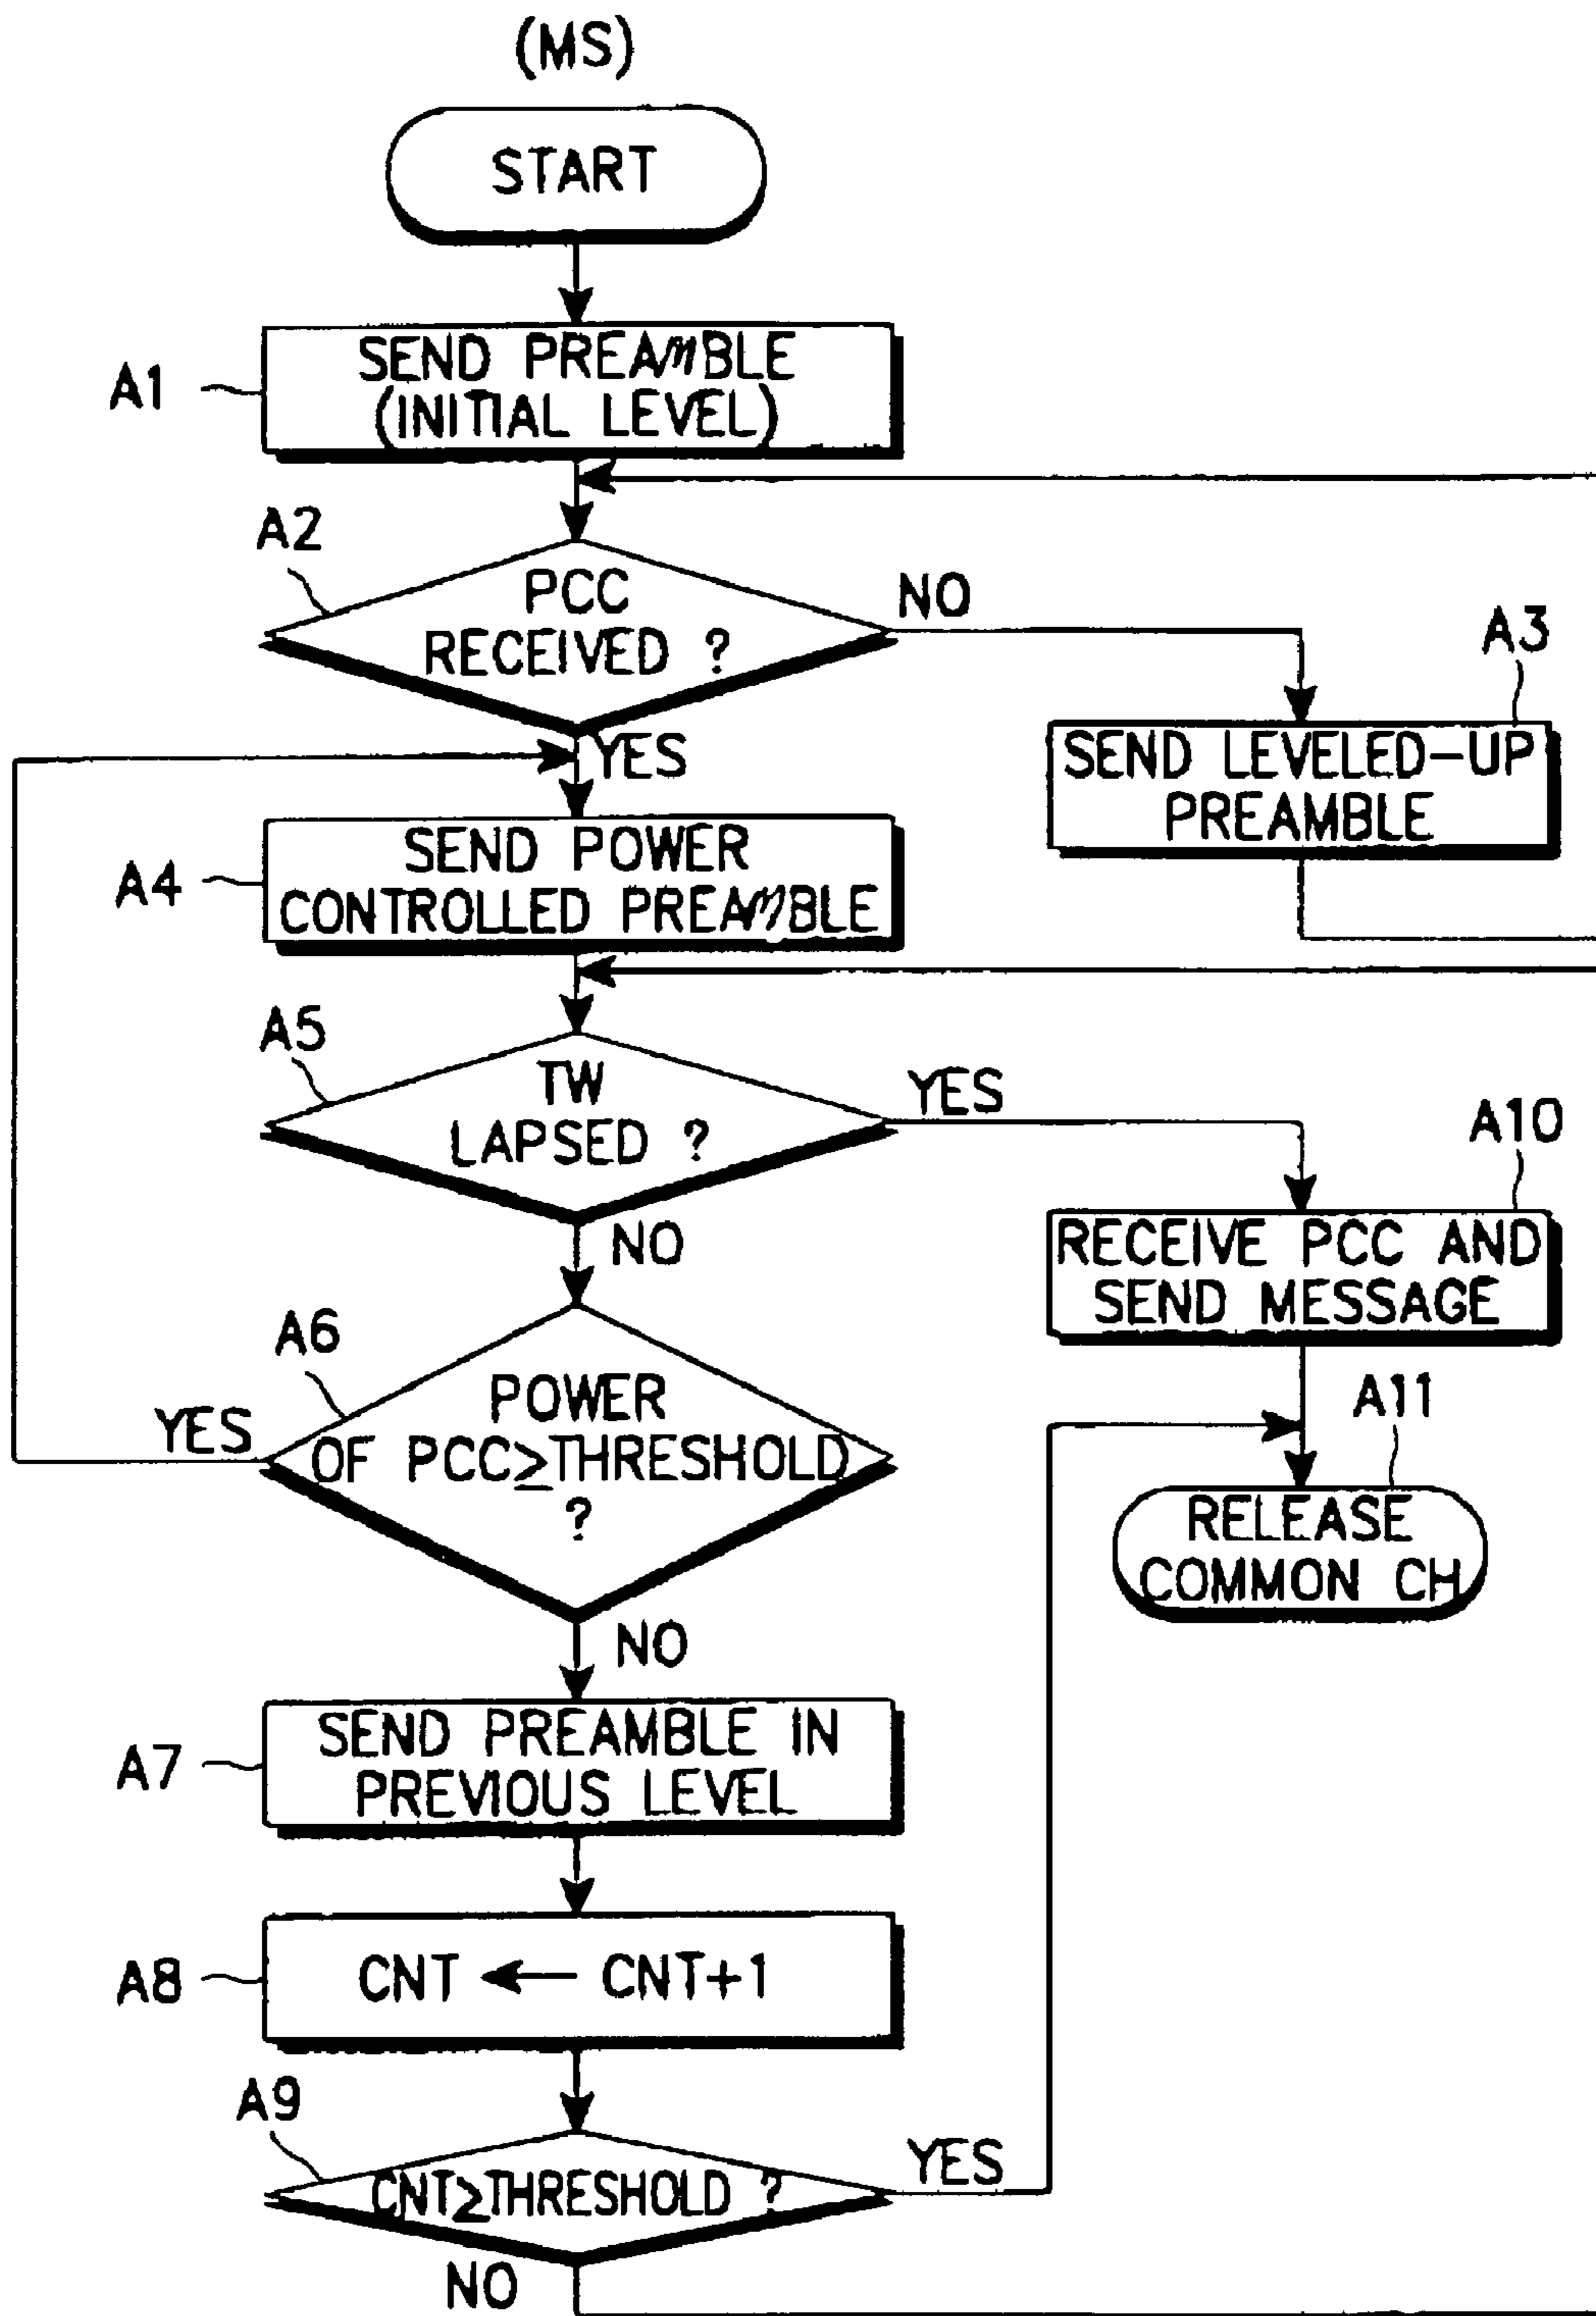 (MS)
START
A1
SEND PREAMBLE
(INITIAL LEVEL)
A2
PCC
RECEIVED ?
NO
YES
A3
SEND LEVELED-UP
PREAMBLE
A4
SEND POWER
CONTROLLED PREAMBLE
A5
TW
LAPSED ?
YES
NO
A10
RECEIVE PCC AND
SEND MESSAGE
A6
POWER
OF PCC≥THRESHOLD
?
YES
NO
A11
RELEASE
COMMON CH
A7
SEND PREAMBLE IN
PREVIOUS LEVEL
A8
CNT ← CNT+1
A9
CNT≥THRESHOLD ?
YES
NO